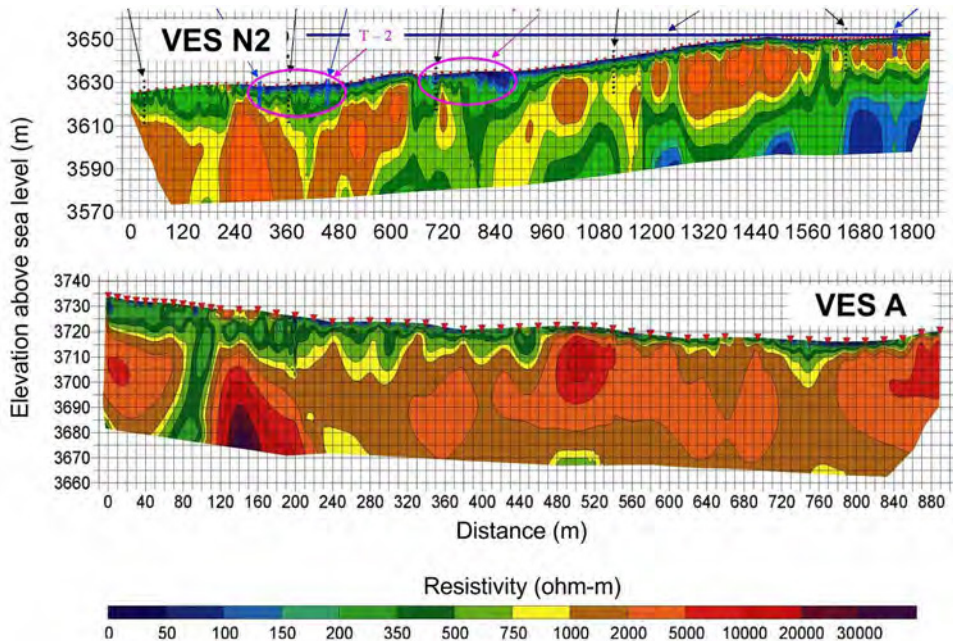 VES N2
T – 2
3650
3630
3610
3590
3570
0 120 240 300 360 480 600 720 840 960 1080 1200 1320 1440 1560 1680 1800
Elevation above sea level (m)
VES A
3740
3730
3720
3710
3700
3690
3680
3670
3660
0 40 80 120 160 200 240 280 320 360 400 440 480 520 560 600 640 680 720 760 800 840 880
Distance (m)
Resistivity (ohm-m)
0 50 100 150 200 350 500 750 1000 2000 5000 10000 20000 30000